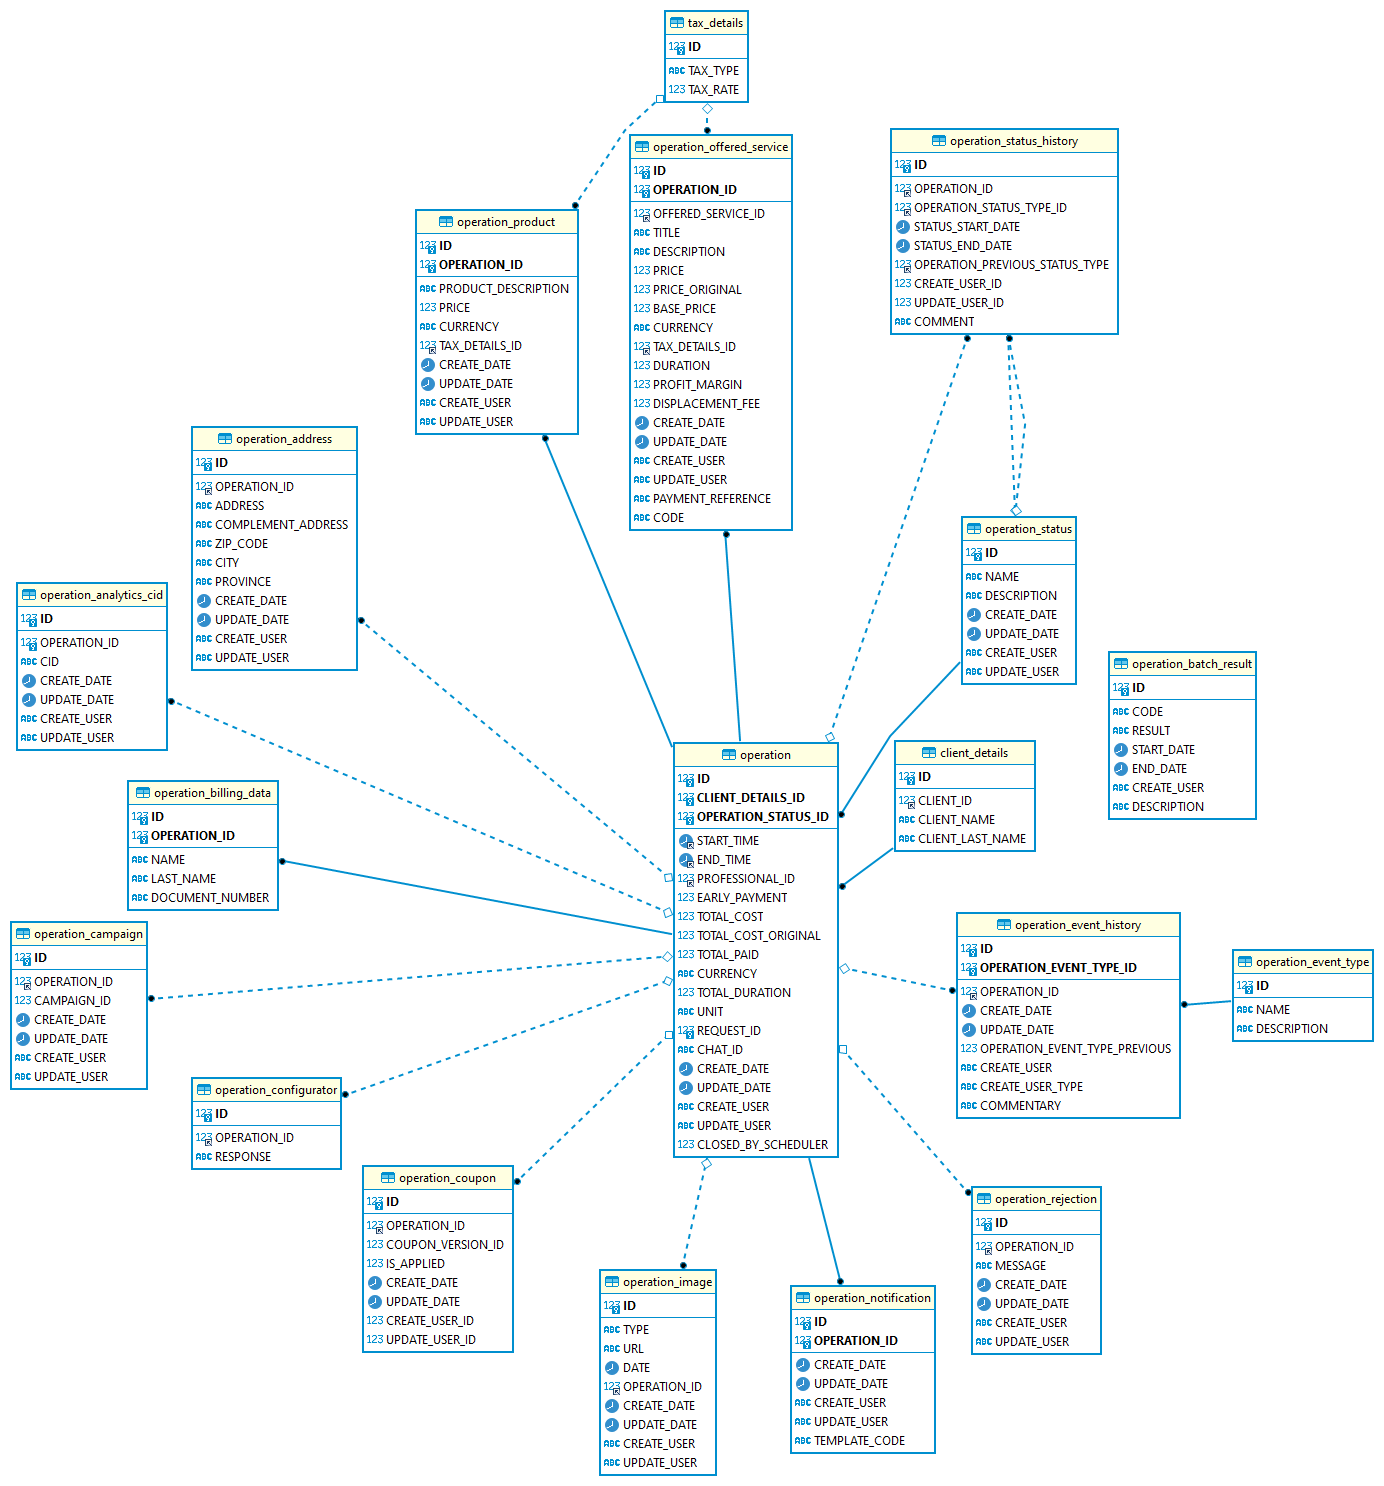 tax_details
ID
TAX_TYPE
TAX_RATE
operation_offered_service
ID
OPERATION_ID
OFFERED_SERVICE_ID
TITLE
DESCRIPTION
PRICE
PRICE_ORIGINAL
BASE_PRICE
CURRENCY
TAX_DETAILS_ID
DURATION
PROFIT_MARGIN
DISPLACEMENT_FEE
CREATE_DATE
UPDATE_DATE
CREATE_USER
UPDATE_USER
PAYMENT_REFERENCE
CODE
operation_status_history
ID
OPERATION_ID
OPERATION_STATUS_TYPE_ID
STATUS_START_DATE
STATUS_END_DATE
OPERATION_PREVIOUS_STATUS_TYPE
CREATE_USER_ID
UPDATE_USER_ID
COMMENT
operation_product
ID
OPERATION_ID
PRODUCT_DESCRIPTION
PRICE
CURRENCY
TAX_DETAILS_ID
CREATE_DATE
UPDATE_DATE
CREATE_USER
UPDATE_USER
operation_address
ID
OPERATION_ID
ADDRESS
COMPLEMENT_ADDRESS
ZIP_CODE
CITY
PROVINCE
CREATE_DATE
UPDATE_DATE
CREATE_USER
UPDATE_USER
operation_status
ID
NAME
DESCRIPTION
CREATE_DATE
UPDATE_DATE
CREATE_USER
UPDATE_USER
operation_analytics_cid
ID
OPERATION_ID
CID
CREATE_DATE
UPDATE_DATE
CREATE_USER
UPDATE_USER
operation_batch_result
ID
CODE
RESULT
START_DATE
END_DATE
CREATE_USER
DESCRIPTION
operation
ID
CLIENT_DETAILS_ID
OPERATION_STATUS_ID
START_TIME
END_TIME
PROFESSIONAL_ID
EARLY_PAYMENT
TOTAL_COST
TOTAL_COST_ORIGINAL
TOTAL_PAID
CURRENCY
TOTAL_DURATION
UNIT
REQUEST_ID
CHAT_ID
CREATE_DATE
UPDATE_DATE
CREATE_USER
UPDATE_USER
CLOSED_BY_SCHEDULER
client_details
ID
CLIENT_ID
CLIENT_NAME
CLIENT_LAST_NAME
operation_billing_data
ID
OPERATION_ID
NAME
LAST_NAME
DOCUMENT_NUMBER
operation_event_history
ID
OPERATION_EVENT_TYPE_ID
OPERATION_ID
CREATE_DATE
UPDATE_DATE
OPERATION_EVENT_TYPE_PREVIOUS
CREATE_USER
CREATE_USER_TYPE
COMMENTARY
operation_event_type
ID
NAME
DESCRIPTION
operation_campaign
ID
OPERATION_ID
CAMPAIGN_ID
CREATE_DATE
UPDATE_DATE
CREATE_USER
UPDATE_USER
operation_configurator
ID
OPERATION_ID
RESPONSE
operation_coupon
ID
OPERATION_ID
COUPON_VERSION_ID
IS_APPLIED
CREATE_DATE
UPDATE_DATE
CREATE_USER_ID
UPDATE_USER_ID
operation_rejection
ID
OPERATION_ID
MESSAGE
CREATE_DATE
UPDATE_DATE
CREATE_USER
UPDATE_USER
operation_image
ID
TYPE
URL
DATE
OPERATION_ID
CREATE_DATE
UPDATE_DATE
CREATE_USER
UPDATE_USER
operation_notification
ID
OPERATION_ID
CREATE_DATE
UPDATE_DATE
CREATE_USER
UPDATE_USER
TEMPLATE_CODE